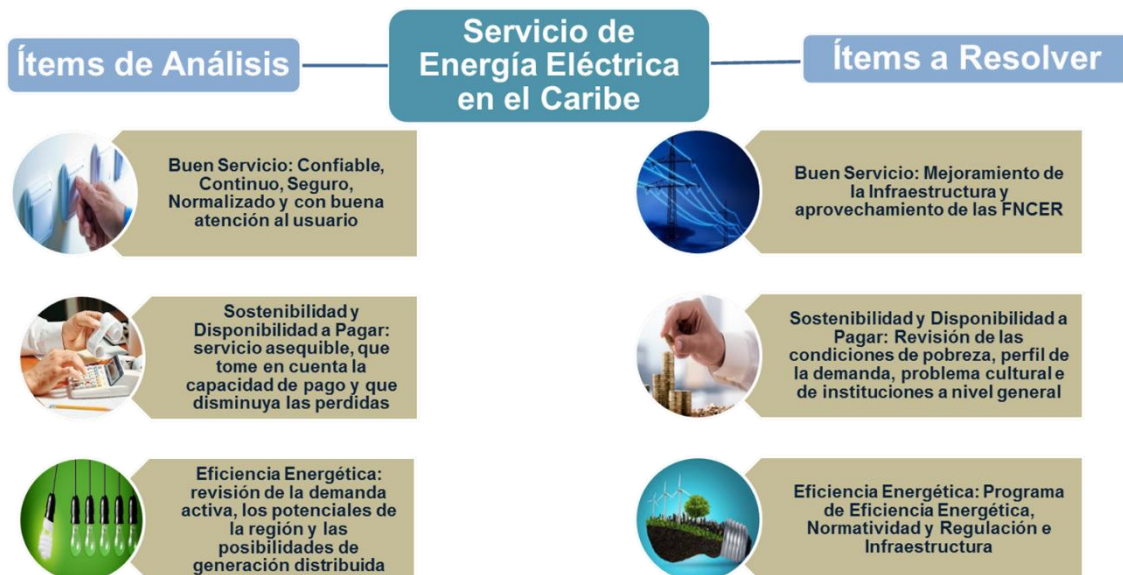 Ítems de Análisis
Servicio de
Energía Eléctrica
en el Caribe
Ítems a Resolver
Buen Servicio: Confiable,
Continuo, Seguro,
Normalizado y con buena
atención al usuario
Buen Servicio: Mejoramiento de
la Infraestructura y
aprovechamiento de las FNCER
Sostenibilidad y
Disponibilidad a Pagar:
servicio asequible, que
tome en cuenta la
capacidad de pago y que
disminuya las perdidas
Sostenibilidad y Disponibilidad a
Pagar: Revisión de las
condiciones de pobreza, perfil de
la demanda, problema cultural e
de instituciones a nivel general
Eficiencia Energética:
revisión de la demanda
activa, los potenciales de
la región y las
posibilidades de
generación distribuida
Eficiencia Energética: Programa
de Eficiencia Energética,
Normatividad y Regulación e
Infraestructura